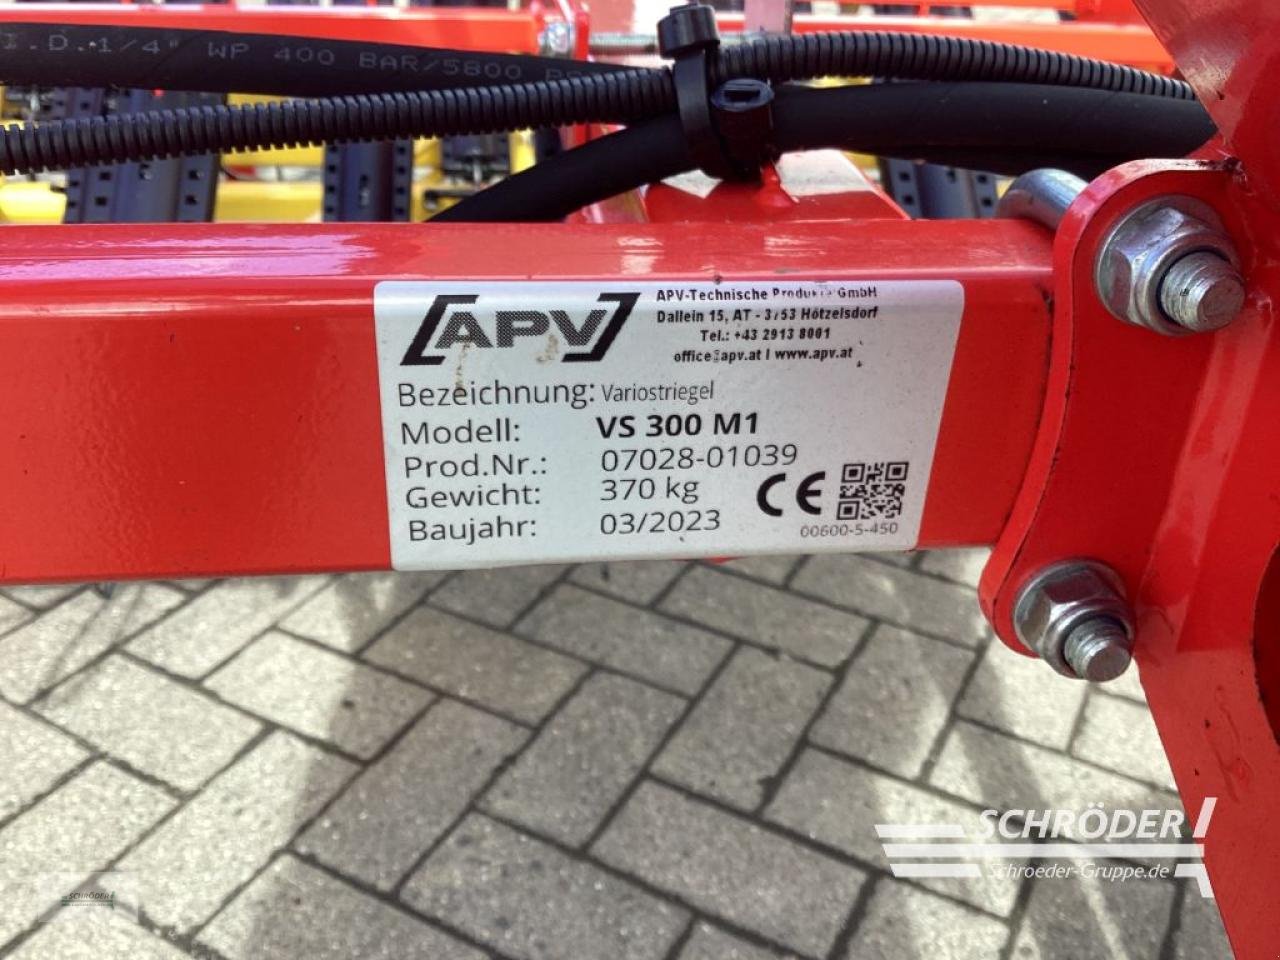 I.D.1/4" WP 400 BAR/5800 PS
APV
APV-Technische Produkte GmbH
Dallein 15, AT - 3753 Hötzelsdorf
Tel.: +43 2913 8001
office@apv.at I www.apv.at
Bezeichnung: Variostriegel
Modell: VS 300 M1
Prod.Nr.: 07028-01039
Gewicht: 370 kg
Baujahr: 03/2023
CE
00600-5-450
SCHRÖDER
Schroeder-Gruppe.de
SCHRÖDER